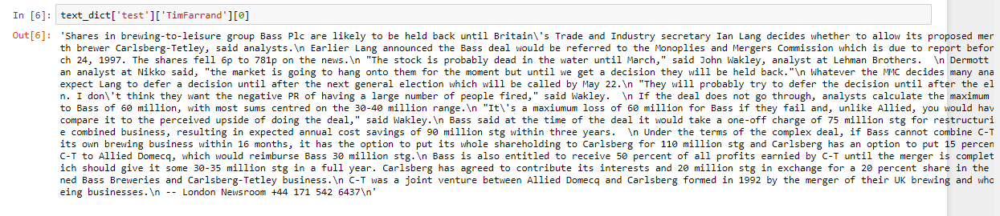 In [6]: text_dict['test']['TimFarrand'][0]
Out[6]: 'Shares in brewing-to-leisure group Bass Plc are likely to be held back until Britain\'s Trade and Industry secretary Ian Lang decides whether to allow its proposed mer
th brewer Carlsberg-Tetley, said analysts.\n Earlier Lang announced the Bass deal would be referred to the Monoplies and Mergers Commission which is due to report befor
ch 24, 1997. The shares fell 6p to 781p on the news.\n "The stock is probably dead in the water until March," said John Wakley, analyst at Lehman Brothers.  \n Dermott
an analyst at Nikko said, "the market is going to hang onto them for the moment but until we get a decision they will be held back."\n Whatever the MMC decides many ana
expect Lang to defer a decision until after the next general election which will be called by May 22.\n "They will probably try to defer the decision until after the el
n. I don\'t think they want the negative PR of having a large number of people fired," said Wakley.  \n If the deal does not go through, analysts calculate the maximum
to Bass of 60 million, with most sums centred on the 30-40 million range.\n "It\'s a maxiumum loss of 60 million for Bass if they fail and, unlike Allied, you would hav
compare it to the perceived upside of doing the deal," said Wakley.\n Bass said at the time of the deal it would take a one-off charge of 75 million stg for restructuri
e combined business, resulting in expected annual cost savings of 90 million stg within three years.  \n Under the terms of the complex deal, if Bass cannot combine C-T
its own brewing business within 16 months, it has the option to put its whole shareholding to Carlsberg for 110 million stg and Carlsberg has an option to put 15 percen
C-T to Allied Domecq, which would reimburse Bass 30 million stg.\n Bass is also entitled to receive 50 percent of all profits earnied by C-T until the merger is complet
ich should give it some 30-35 million stg in a full year. Carlsberg has agreed to contribute its interests and 20 million stg in exchange for a 20 percent share in the
ned Bass Breweries and Carlsberg-Tetley business.\n C-T was a joint venture between Allied Domecq and Carlsberg formed in 1992 by the merger of their UK brewing and who
eing businesses.\n -- London Newsroom +44 171 542 6437\n'